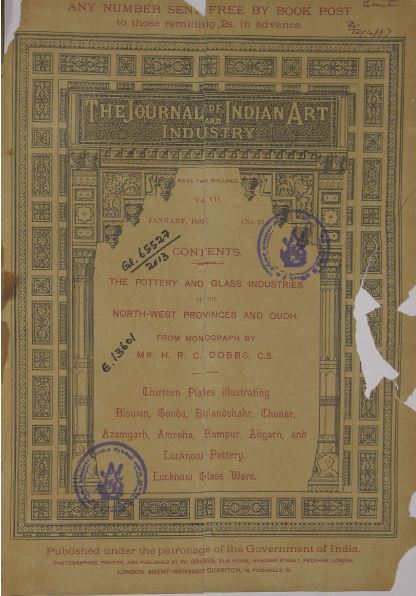 ANY NUMBER SENT FREE BY BOOK POST
to those remitting 2s. in advance.
THE JOURNAL OF INDIAN ART
AND
INDUSTRY
PRICE TWO SHILLINGS
Vol. VII.
JANUARY, 1897. (No. 57
GL. 65527
2013
CONTENTS.
THE POTTERY AND GLASS INDUSTRIES
OF THE
NORTH-WEST PROVINCES AND OUDH.
E.13601
FROM MONOGRAPH BY
MR. H. R. C. DOBBS, C.S.
Thirteen Plates illustrating
Biswan, Gonda, Bulandshahr, Chunar,
Azamgarh, Amroha, Rampur, Aligarh, and
Lucknow Pottery.
Lucknow Glass Ware.
Published under the patronage of the Government of India.
PHOTOGRAPHED, PRINTED, AND PUBLISHED BY W. GRIGGS, ELM HOUSE, HANOVER STREET, PECKHAM, LONDON.
LONDON AGENT—BERNARD QUARITCH, 15, PICCADILLY, W.